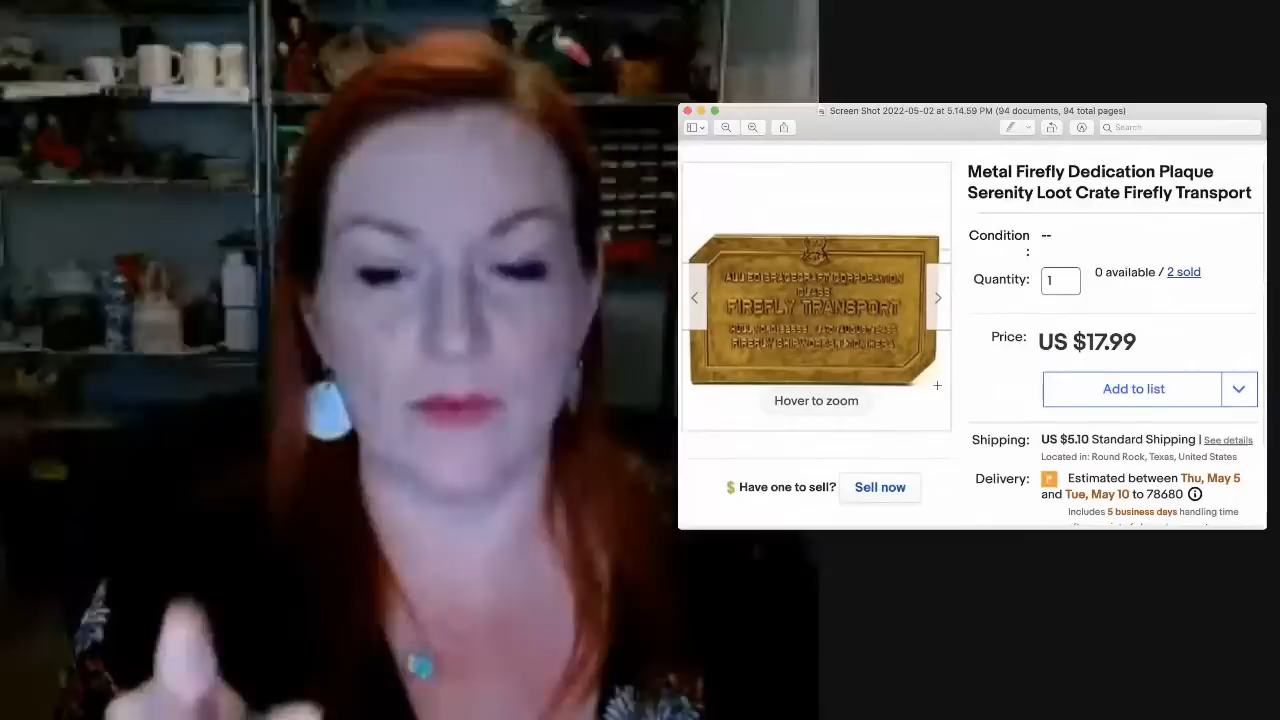 Screen Shot 2022-05-02 at 5.14.59 PM (94 documents, 94 total pages)
Search
Metal Firefly Dedication Plaque
Serenity Loot Crate Firefly Transport
Condition
:
--
Quantity:
1
0 available / 2 sold
Price:
US $17.99
Add to list
ALLIED SPACECRAFT CORPORATION
CLASS
FIREFLY TRANSPORT
Hover to zoom
$ Have one to sell?
Sell now
Shipping:
US $5.10 Standard Shipping | See details
Located in: Round Rock, Texas, United States
Delivery:
Estimated between Thu, May 5
and Tue, May 10 to 78680
Includes 5 business days handling time